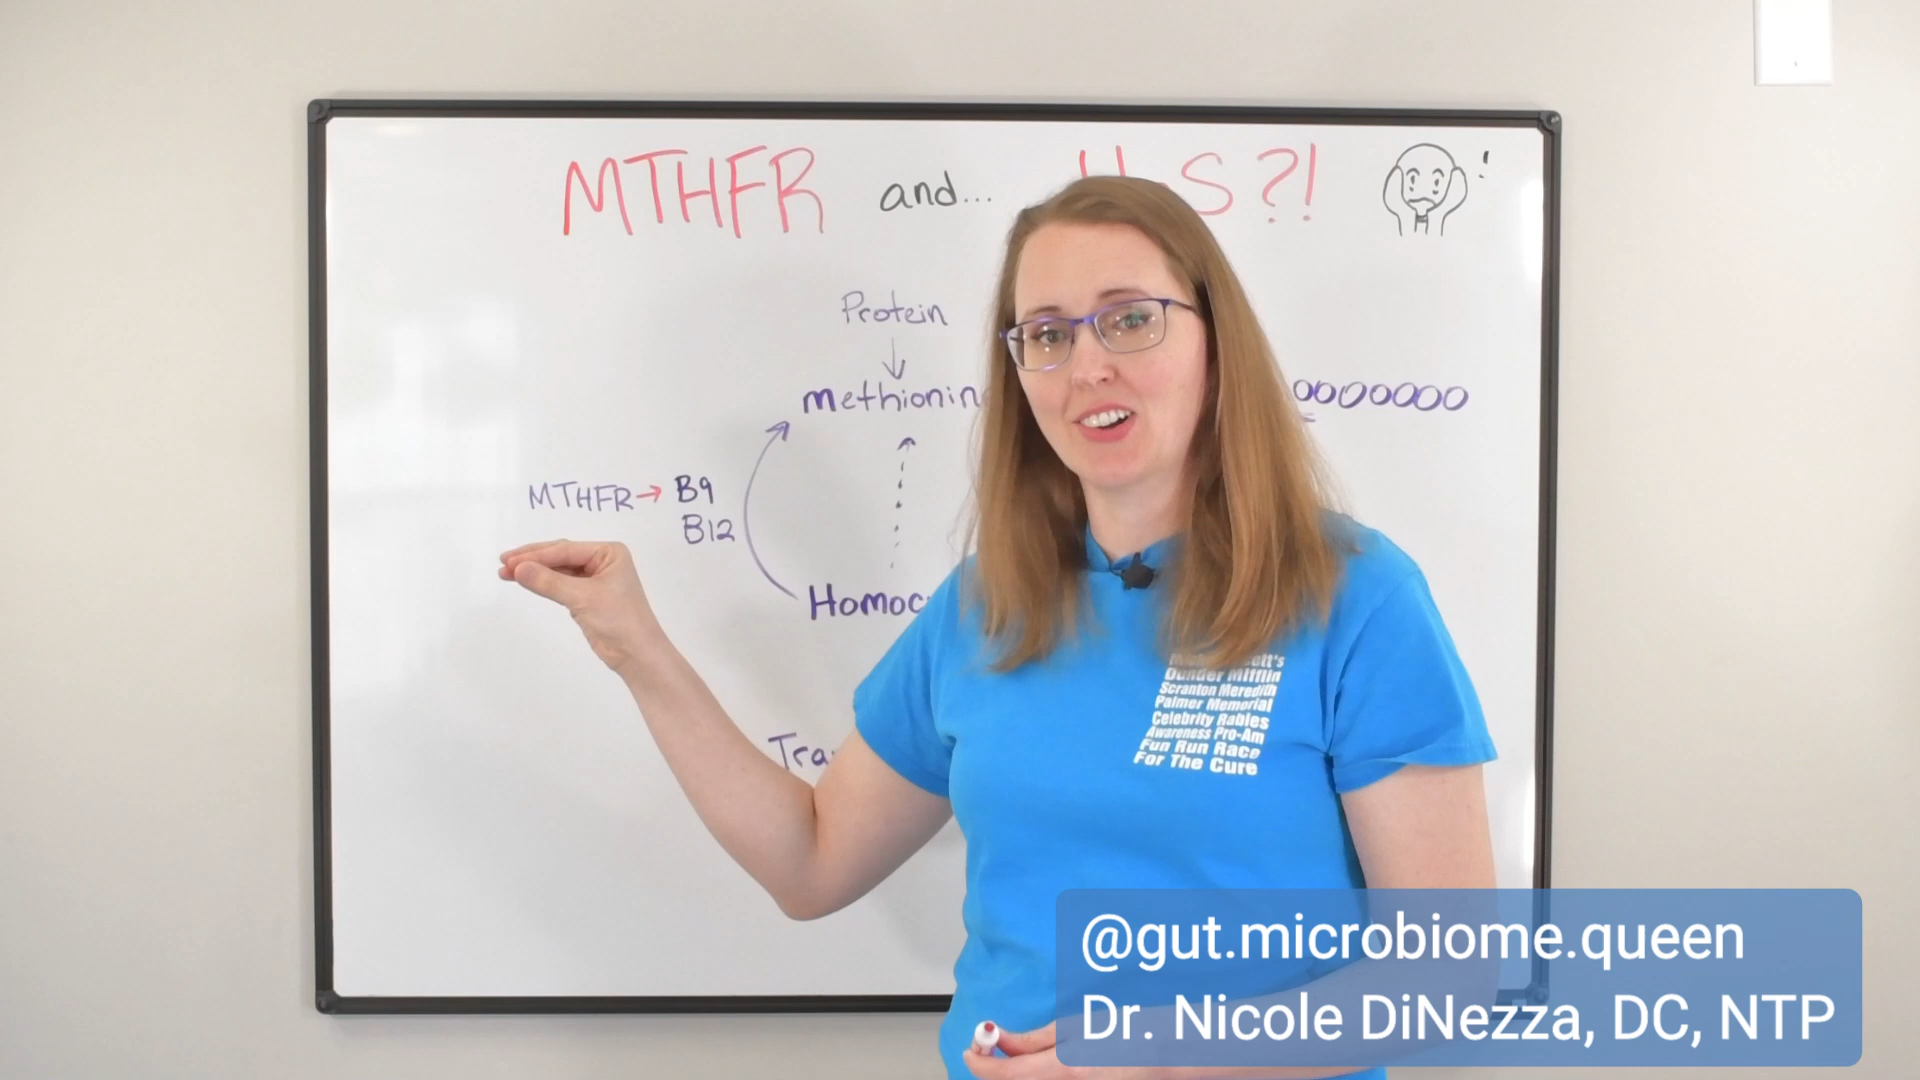 MTHFR and... S?!
Protein
methionin
MTHFR → B9
B12
Homoc
Tra
Dunder Mifflin
Scranton Meredith
Palmer Memorial
Celebrity Rabies
Awareness Pro-Am
Fun Run Race
For The Cure
@gut.microbiome.queen
Dr. Nicole DiNezza, DC, NTP